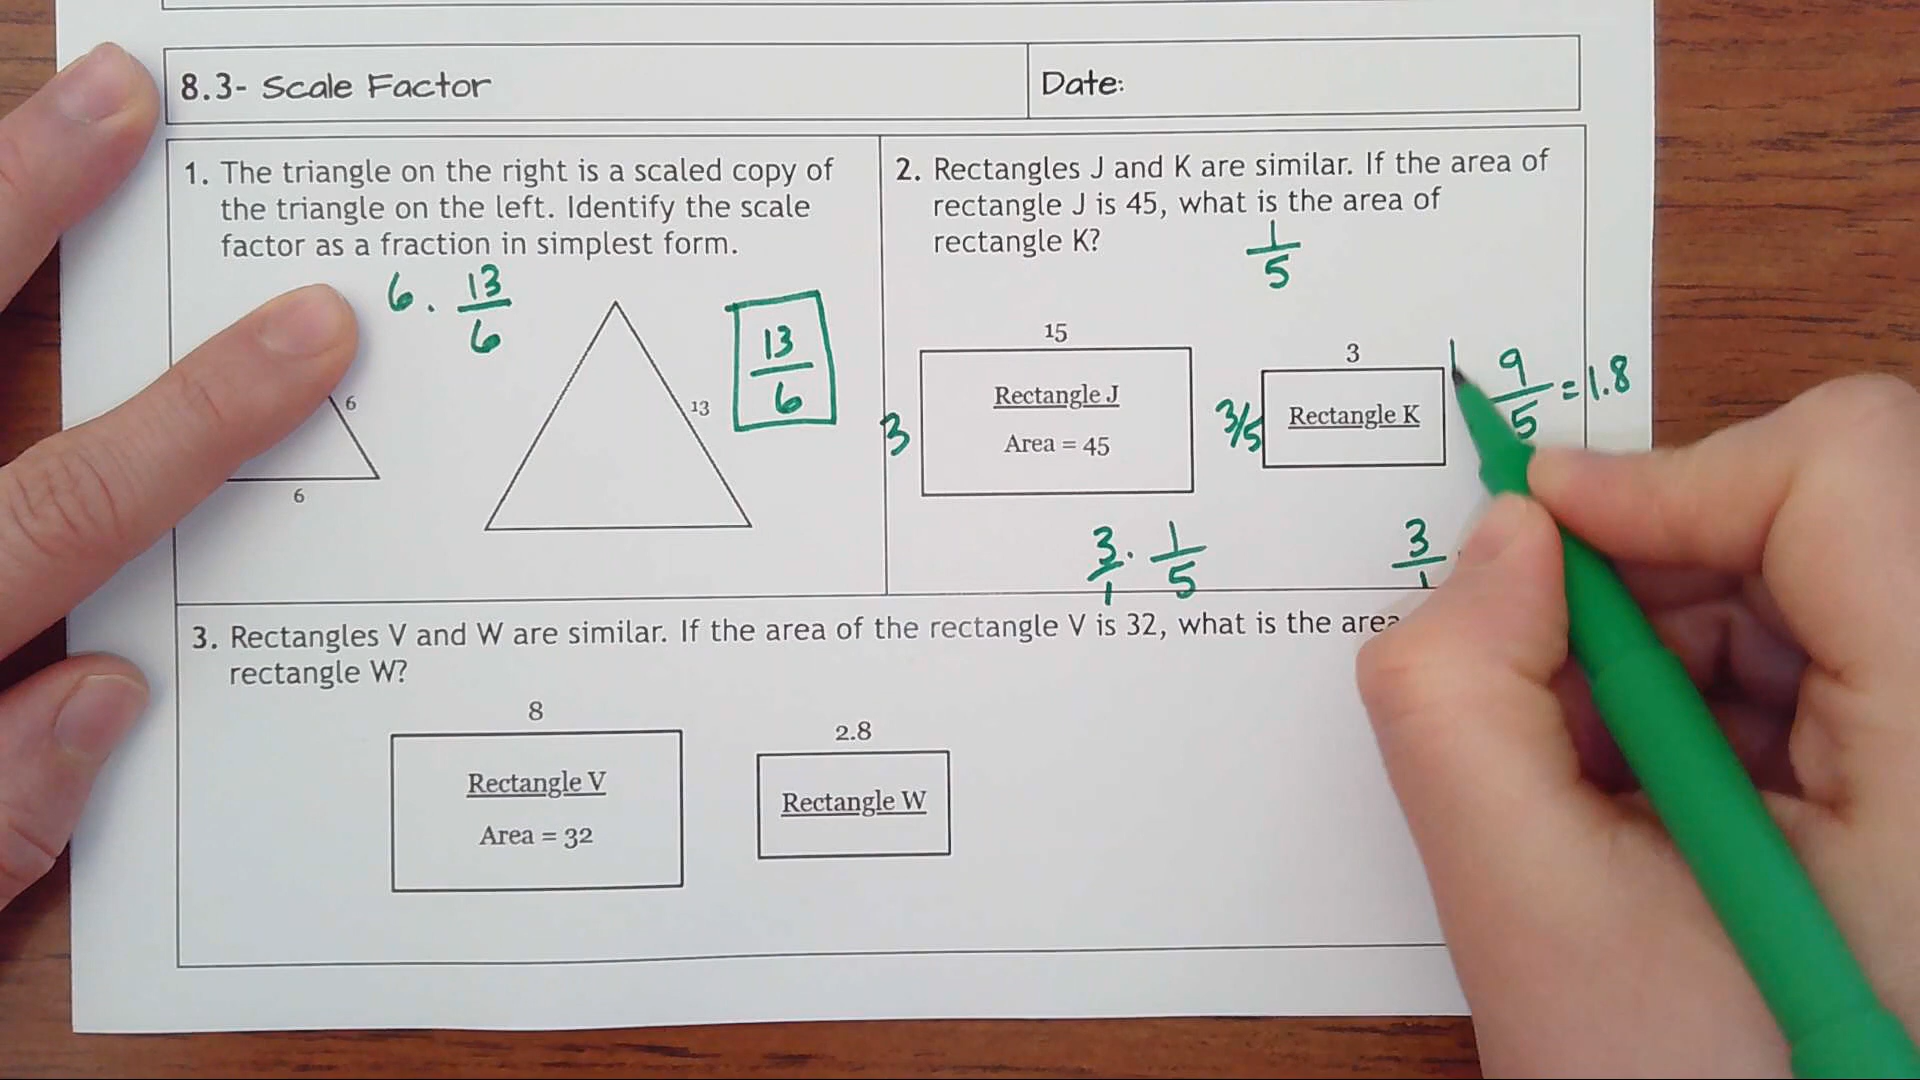 8.3- Scale Factor
Date:
1. The triangle on the right is a scaled copy of
the triangle on the left. Identify the scale
factor as a fraction in simplest form.
6 · 13/6
6
6
13
13/6
2. Rectangles J and K are similar. If the area of
rectangle J is 45, what is the area of
rectangle K?
1/5
15
3
Rectangle J
Area = 45
3
3/5
Rectangle K
9/5 = 1.8
3/1 · 1/5
3/1
3. Rectangles V and W are similar. If the area of the rectangle V is 32, what is the
rectangle W?
8
Rectangle V
Area = 32
2.8
Rectangle W